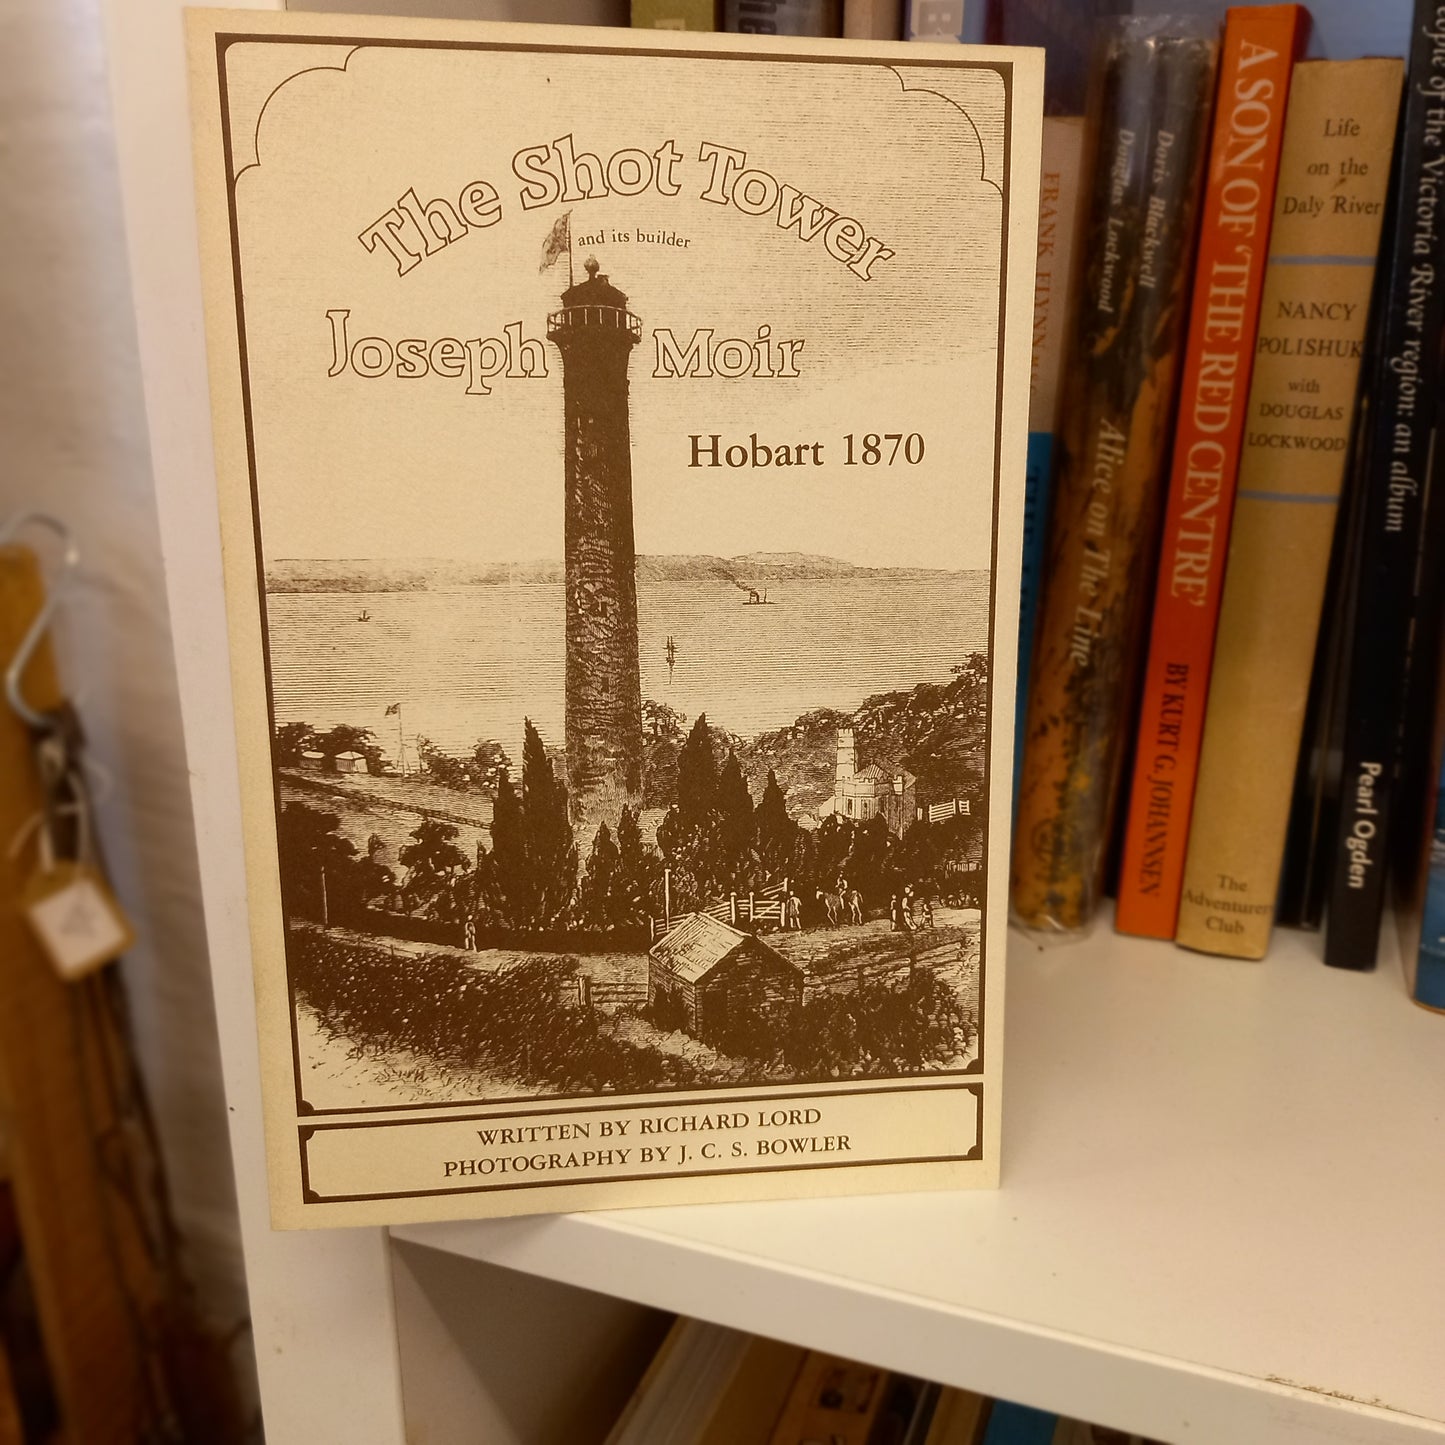 The Shot Tower
and its builder
Joseph Moir
Hobart 1870
WRITTEN BY RICHARD LORD
PHOTOGRAPHY BY J. C. S. BOWLER
FRANK FLYNN
Doris Blackwell
Douglas Lockwood
Alice on The Line
A SON OF 'THE RED CENTRE'
BY KURT G. JOHANNSEN
Life
on the
Daly River
NANCY
POLISHUK
with
DOUGLAS
LOCKWOOD
The
Adventurers
Club
of the Victoria River region: an album
Pearl Ogden